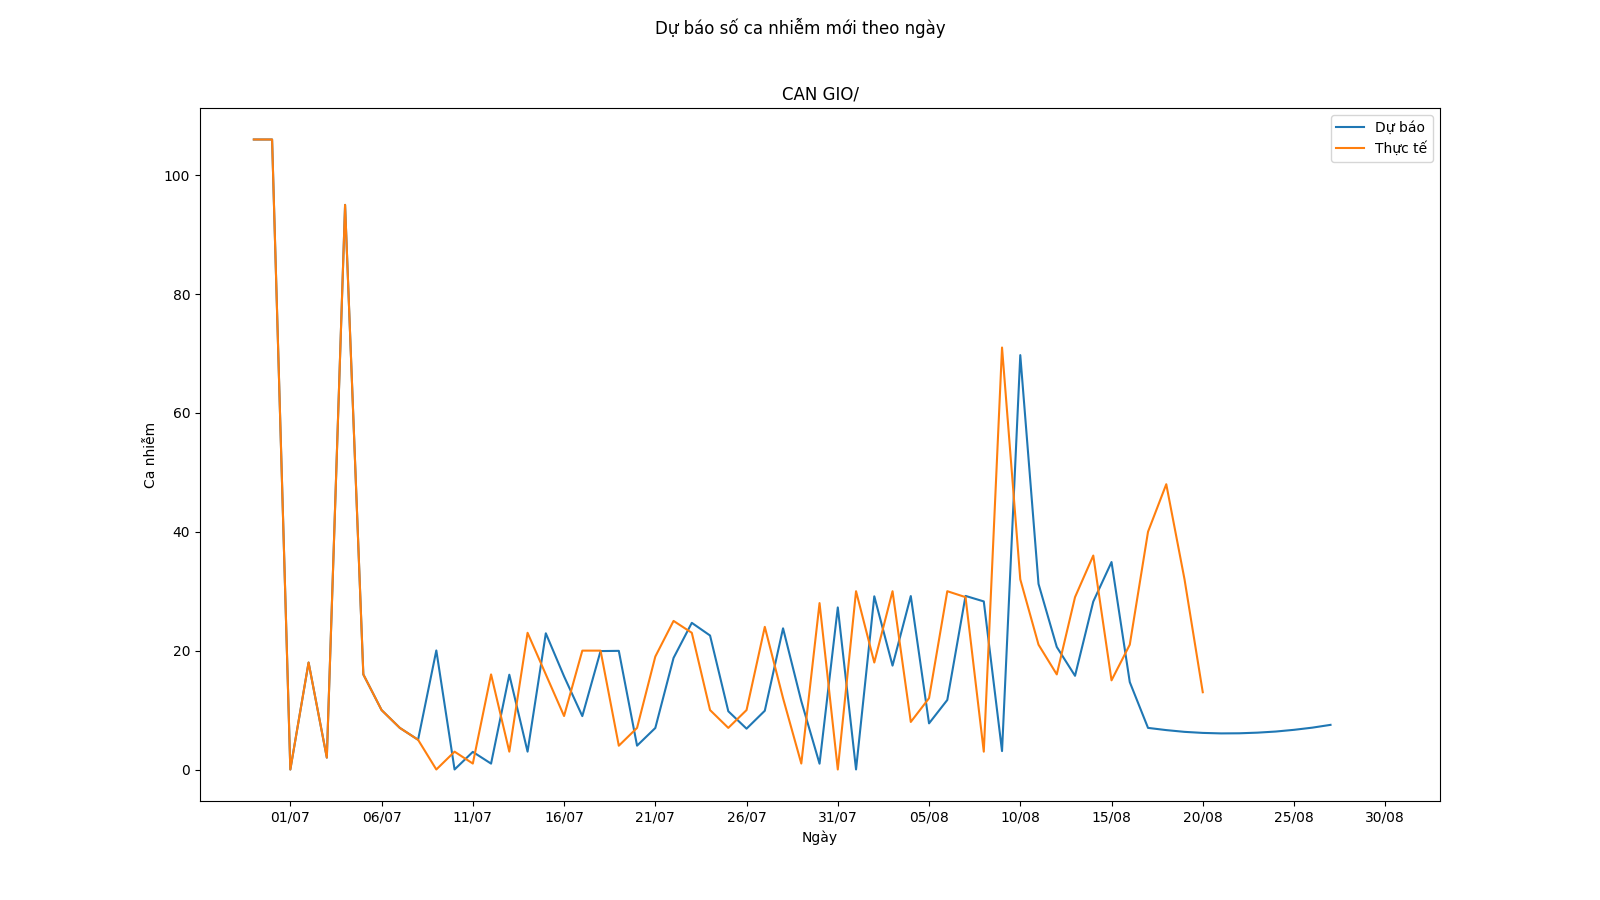 Dự báo số ca nhiễm mới theo ngày
CAN GIO/
Dự báo
Thực tế
100
80
60
40
20
0
Ca nhiễm
01/07 06/07 11/07 16/07 21/07 26/07 31/07 05/08 10/08 15/08 20/08 25/08 30/08
Ngày